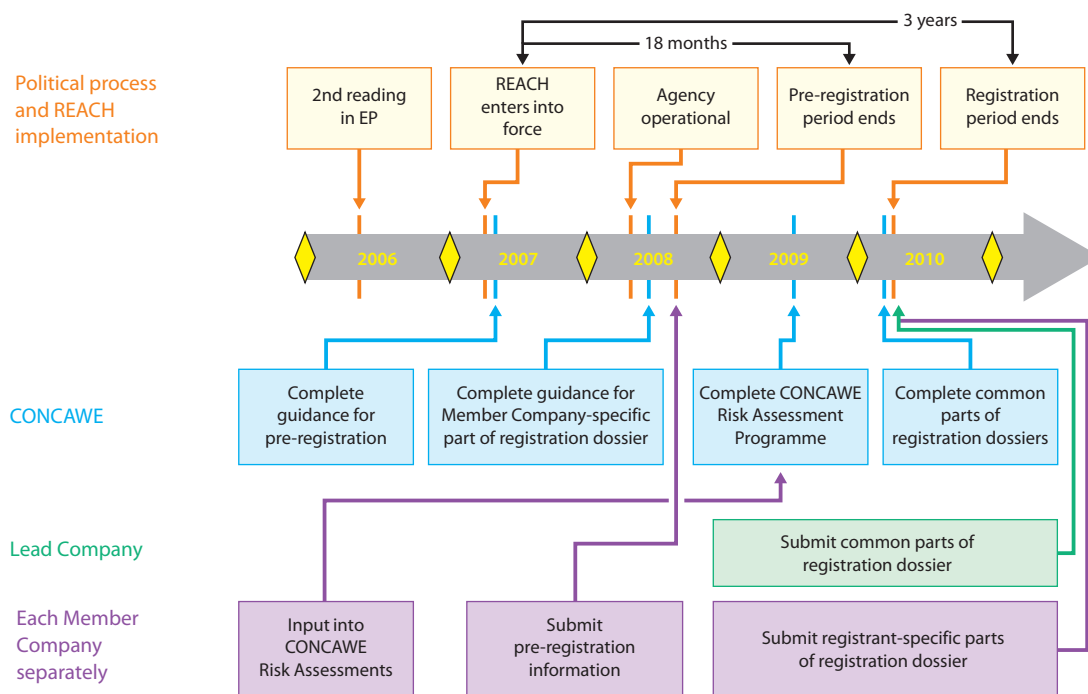 3 years
18 months
Political process
and REACH
implementation
2nd reading
in EP
REACH
enters into
force
Agency
operational
Pre-registration
period ends
Registration
period ends
2006
2007
2008
2009
2010
CONCAWE
Complete
guidance for
pre-registration
Complete guidance for
Member Company-specific
part of registration dossier
Complete CONCAWE
Risk Assessment
Programme
Complete common
parts of
registration dossiers
Lead Company
Submit common parts of
registration dossier
Each Member
Company
separately
Input into
CONCAWE
Risk Assessments
Submit
pre-registration
information
Submit registrant-specific parts
of registration dossier